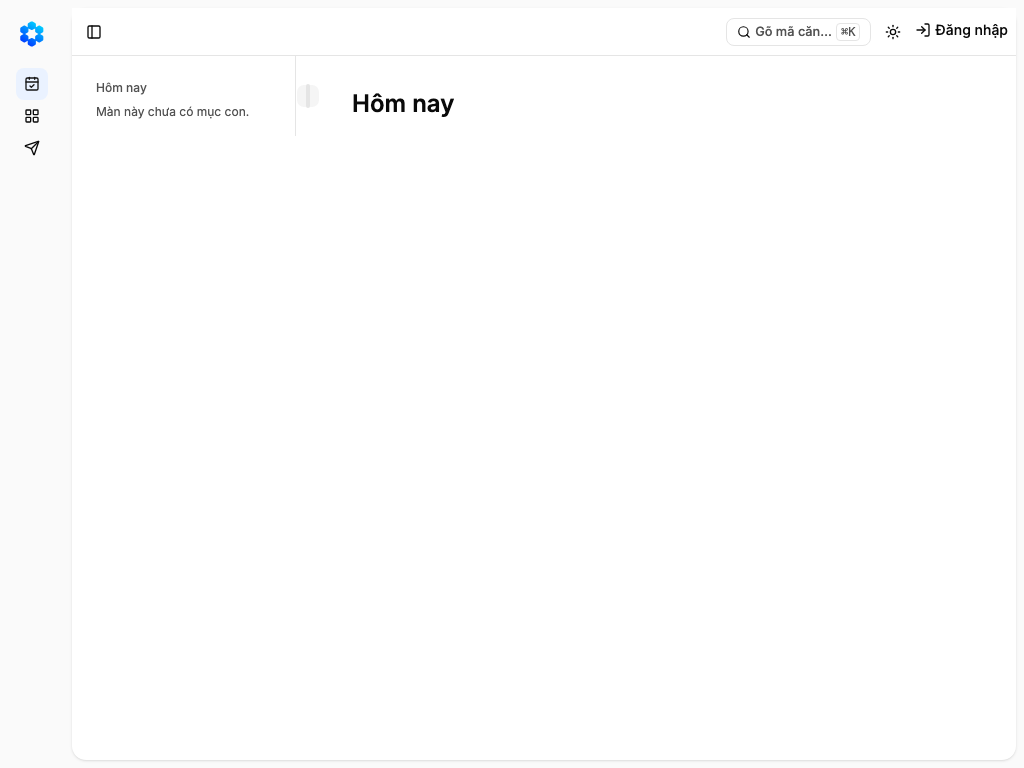 Gõ mã căn... ⌘K
Đăng nhập
Hôm nay
Màn này chưa có mục con.
Hôm nay